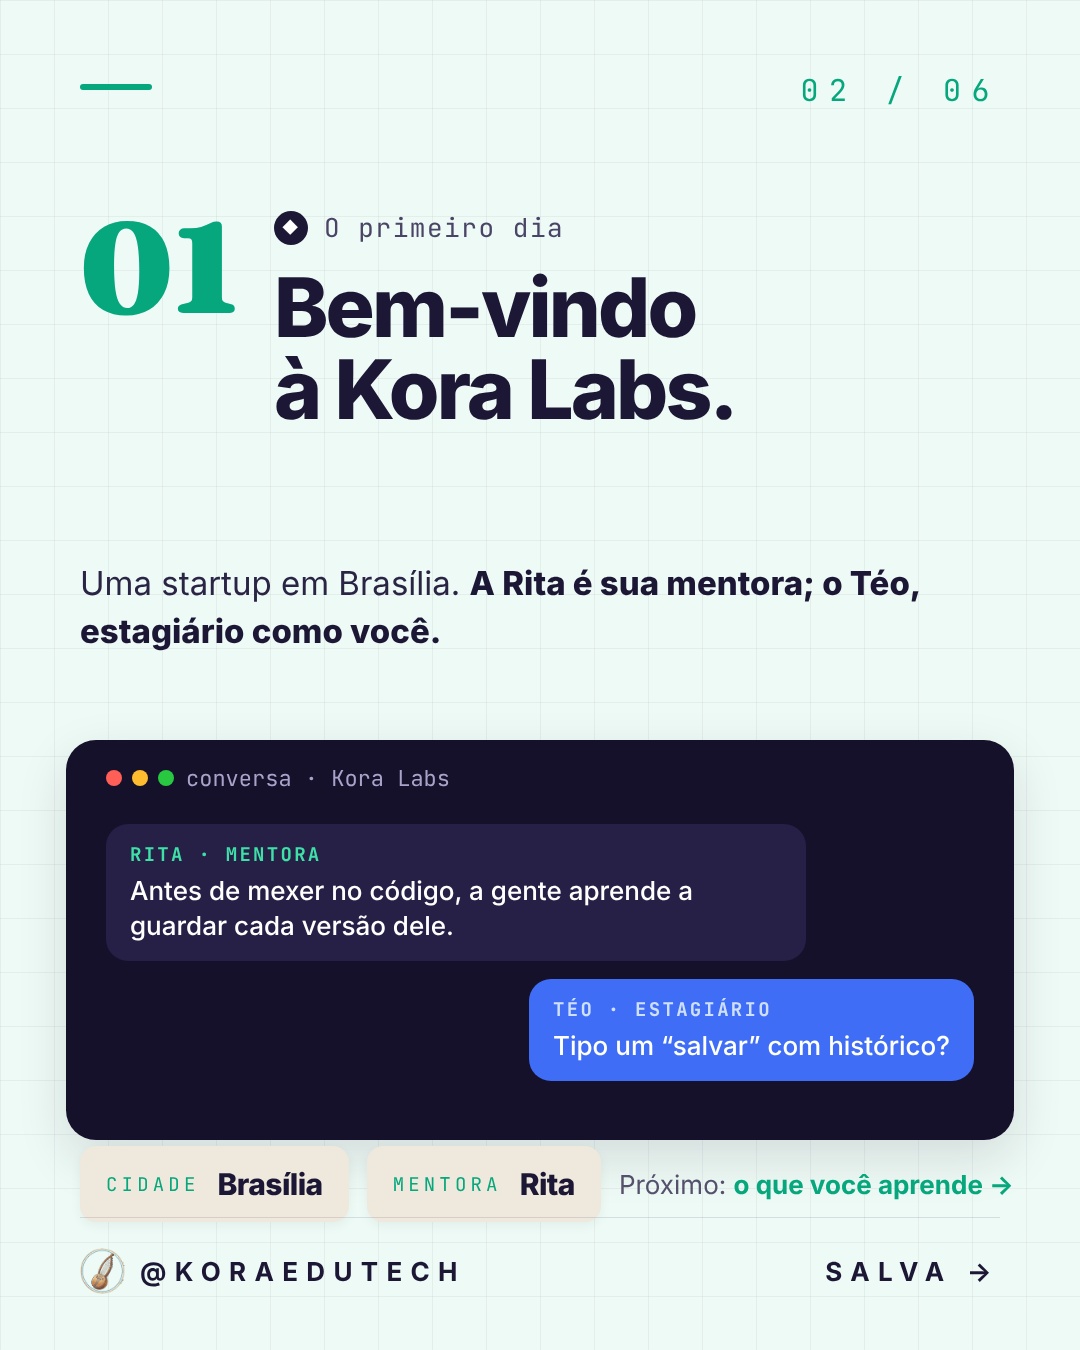 02 / 06
01
O primeiro dia
Bem-vindo
à Kora Labs.
Uma startup em Brasília. A Rita é sua mentora; o Téo,
estagiário como você.
conversa · Kora Labs
RITA · MENTORA
Antes de mexer no código, a gente aprende a
guardar cada versão dele.
TÉO · ESTAGIÁRIO
Tipo um “salvar” com histórico?
CIDADE Brasília MENTORA Rita Próximo: o que você aprende →
@KORAEDUTECH SALVA →